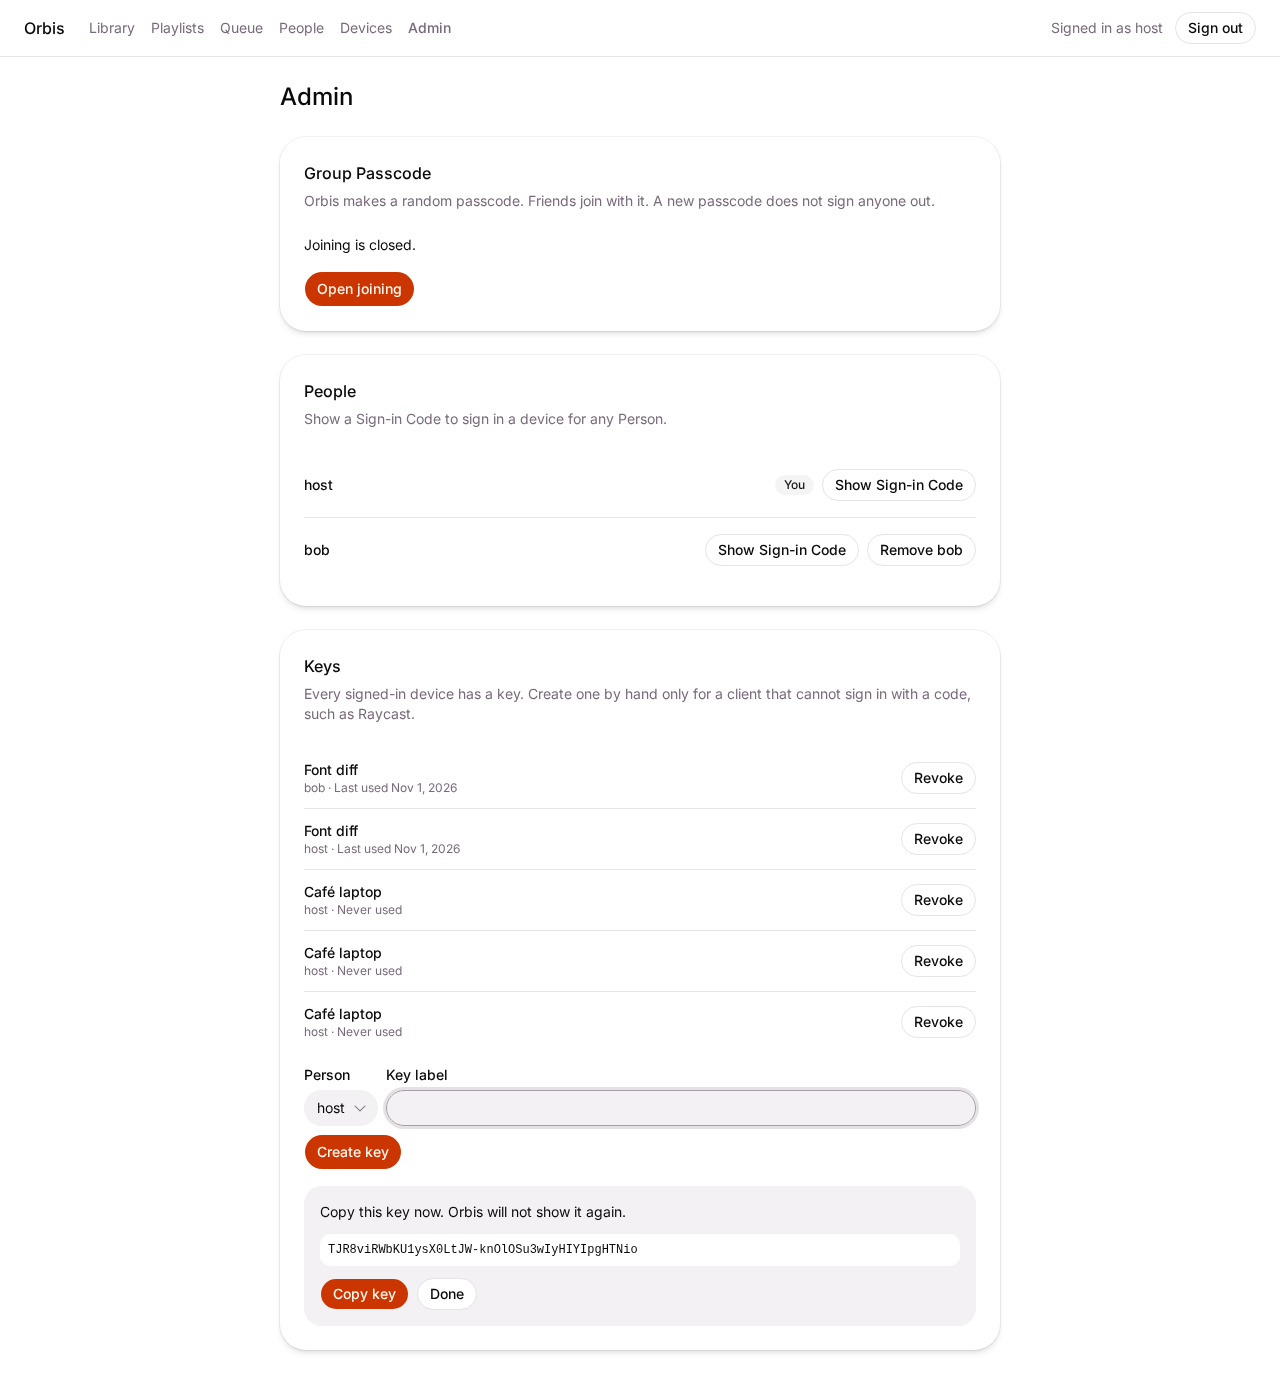 Orbis Library Playlists Queue People Devices Admin Signed in as host Sign out
Admin
Group Passcode
Orbis makes a random passcode. Friends join with it. A new passcode does not sign anyone out.
Joining is closed.
Open joining
People
Show a Sign-in Code to sign in a device for any Person.
host You Show Sign-in Code
bob Show Sign-in Code Remove bob
Keys
Every signed-in device has a key. Create one by hand only for a client that cannot sign in with a code,
such as Raycast.
Font diff
bob · Last used Nov 1, 2026
Revoke
Font diff
host · Last used Nov 1, 2026
Revoke
Café laptop
host · Never used
Revoke
Café laptop
host · Never used
Revoke
Café laptop
host · Never used
Revoke
Person Key label
host
Create key
Copy this key now. Orbis will not show it again.
TJR8viRWbKU1ysX0LtJW-knOlOSu3wIyHIYIpgHTNio
Copy key Done